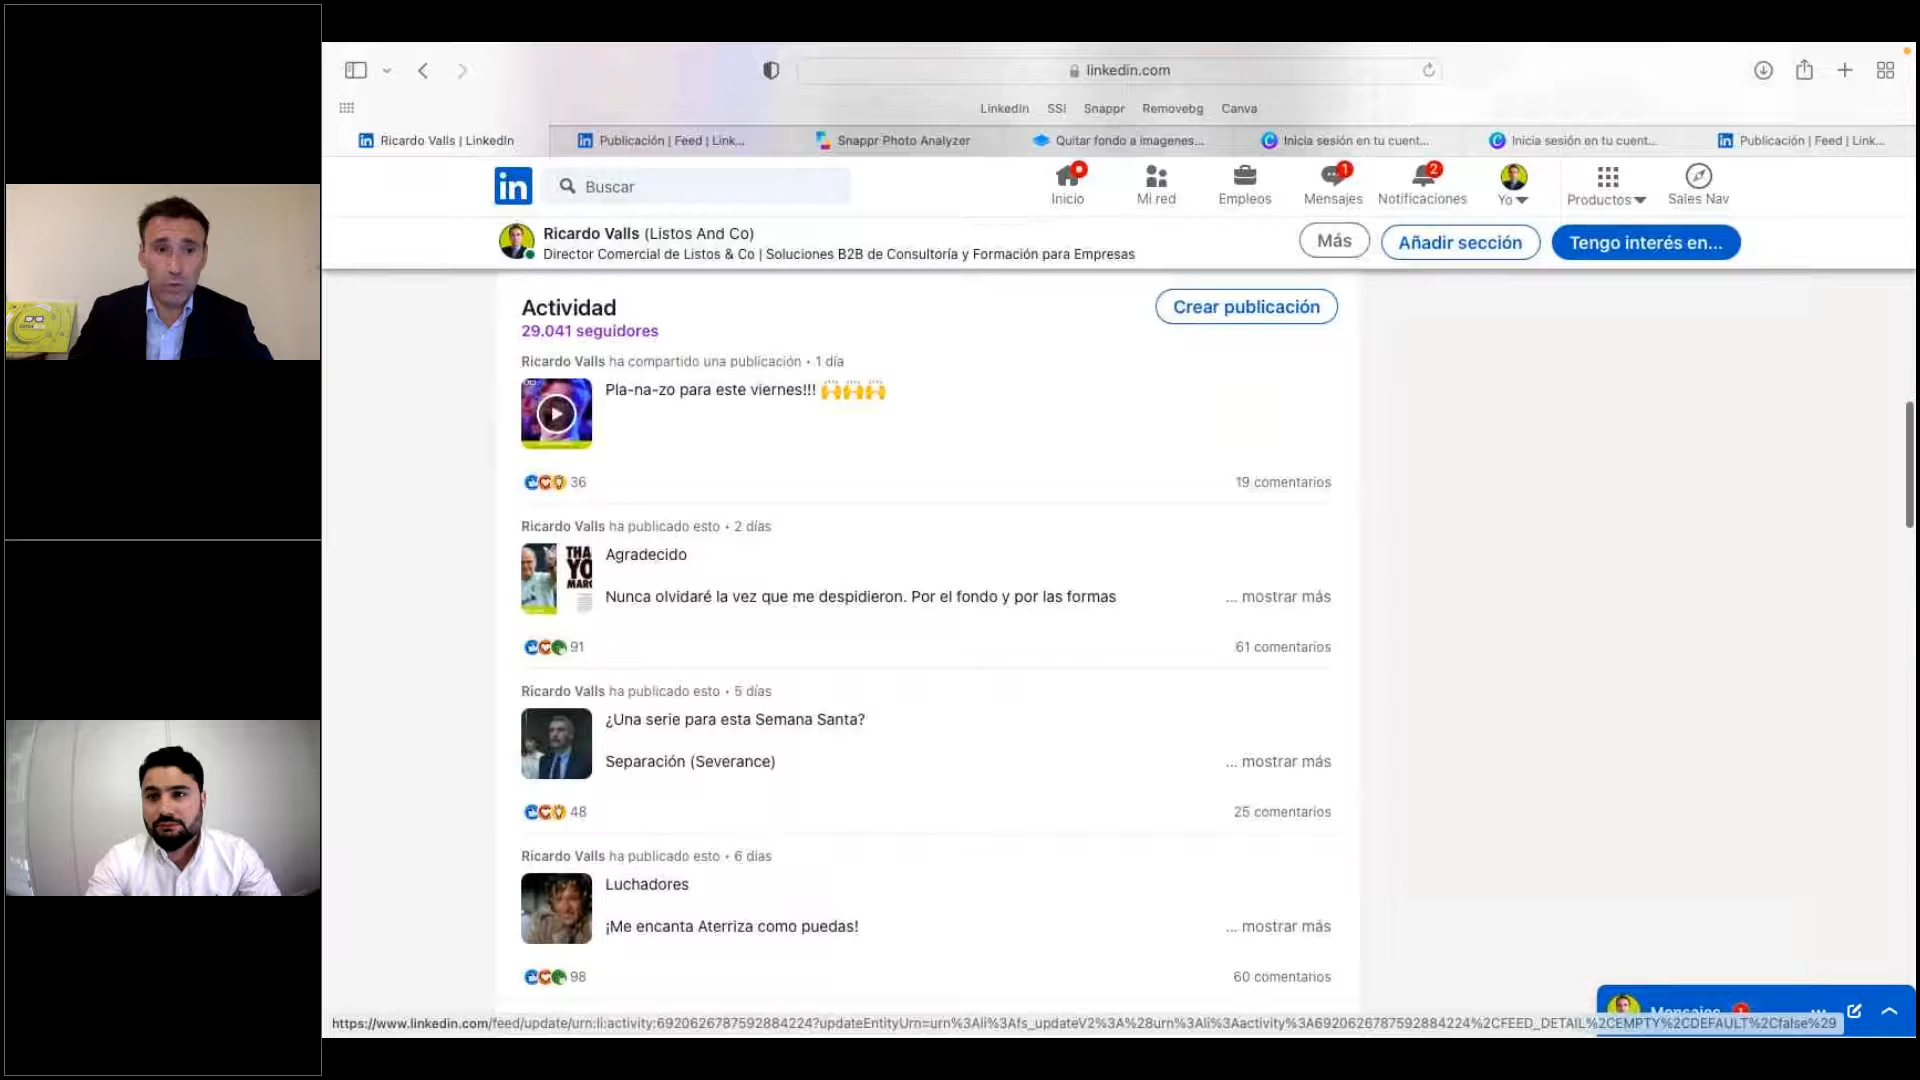 linkedin.com
LinkedIn SSI Snappr Removebg Canva
Ricardo Valls | LinkedIn
Publicación | Feed | Link...
Snappr Photo Analyzer
Quitar fondo a imagenes...
Inicia sesión en tu cuent...
Inicia sesión en tu cuent...
Publicación | Feed | Link...
in
Buscar
Inicio
Mi red
Empleos
1
Mensajes
2
Notificaciones
Yo
Productos
Sales Nav
Ricardo Valls (Listos And Co)
Director Comercial de Listos & Co | Soluciones B2B de Consultoría y Formación para Empresas
Más
Añadir sección
Tengo interés en...
Actividad
29.041 seguidores
Crear publicación
Ricardo Valls ha compartido una publicación • 1 día
Pla-na-zo para este viernes!!! 🙌🙌🙌
36
19 comentarios
Ricardo Valls ha publicado esto • 2 días
Agradecido
Nunca olvidaré la vez que me despidieron. Por el fondo y por las formas
... mostrar más
91
61 comentarios
Ricardo Valls ha publicado esto • 5 días
¿Una serie para esta Semana Santa?
Separación (Severance)
... mostrar más
48
25 comentarios
Ricardo Valls ha publicado esto • 6 días
Luchadores
¡Me encanta Aterriza como puedas!
... mostrar más
98
60 comentarios
Mensajes
https://www.linkedin.com/feed/update/urn:li:activity:6920626787592884224?updateEntityUrn=urn%3Ali%3Afs_updateV2%3A%28urn%3Ali%3Aactivity%3A6920626787592884224%2CFEED_DETAIL%2CEMPTY%2CDEFAULT%2Cfalse%29